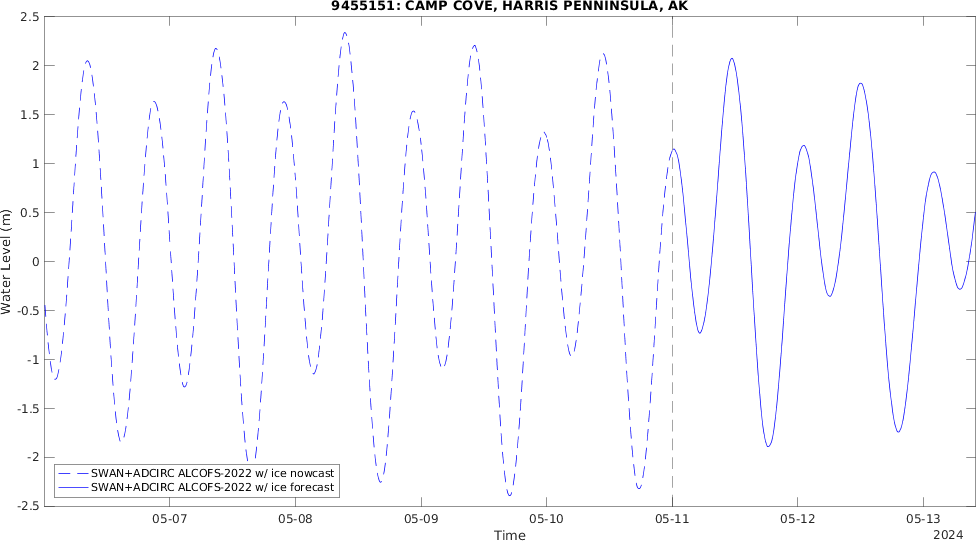 9455151: CAMP COVE, HARRIS PENNINSULA, AK
Water Level (m)
2.5
2
1.5
1
0.5
0
-0.5
-1
-1.5
-2
-2.5
SWAN+ADCIRC ALCOFS-2022 w/ ice nowcast
SWAN+ADCIRC ALCOFS-2022 w/ ice forecast
05-07 05-08 05-09 05-10 05-11 05-12 05-13
Time
2024